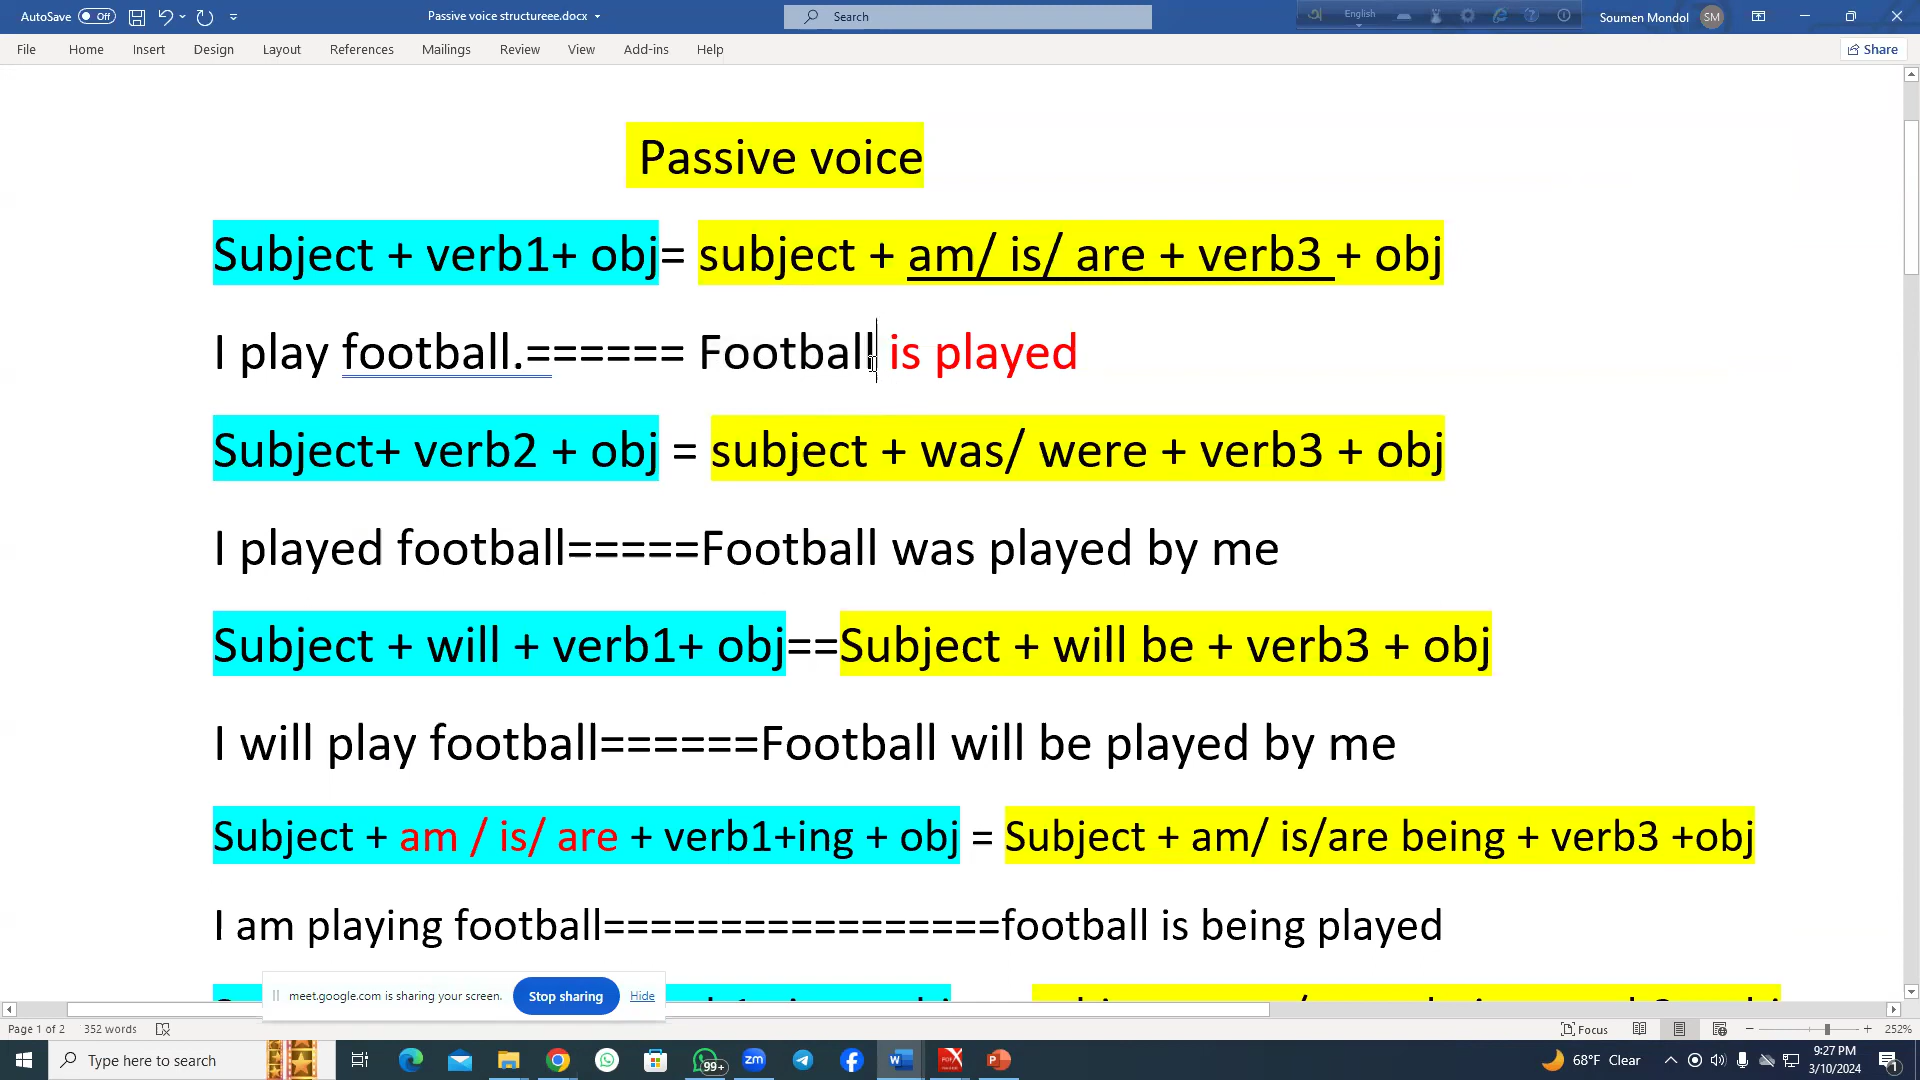 AutoSave Off Passive voice structureee.docx Search English Soumen Mondol SM
File Home Insert Design Layout References Mailings Review View Add-ins Help Share
Passive voice
Subject + verb1+ obj= subject + am/ is/ are + verb3 + obj
I play football.====== Football is played
Subject+ verb2 + obj = subject + was/ were + verb3 + obj
I played football=====Football was played by me
Subject + will + verb1+ obj==Subject + will be + verb3 + obj
I will play football======Football will be played by me
Subject + am / is/ are + verb1+ing + obj = Subject + am/ is/are being + verb3 +obj
I am playing football=================football is being played
meet.google.com is sharing your screen. Stop sharing Hide
Page 1 of 2 352 words Focus 252%
Type here to search 99+ zm 68°F Clear 9:27 PM
3/10/2024 1